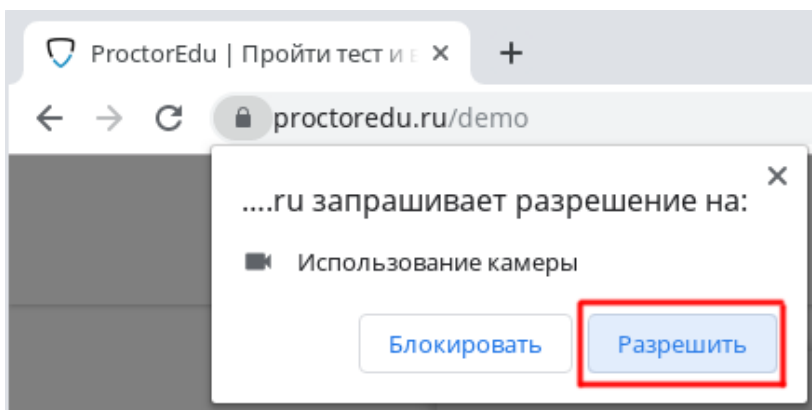 ProctorEdu | Пройти тест и в
proctoredu.ru/demo
....ru запрашивает разрешение на:
Использование камеры
Блокировать Разрешить